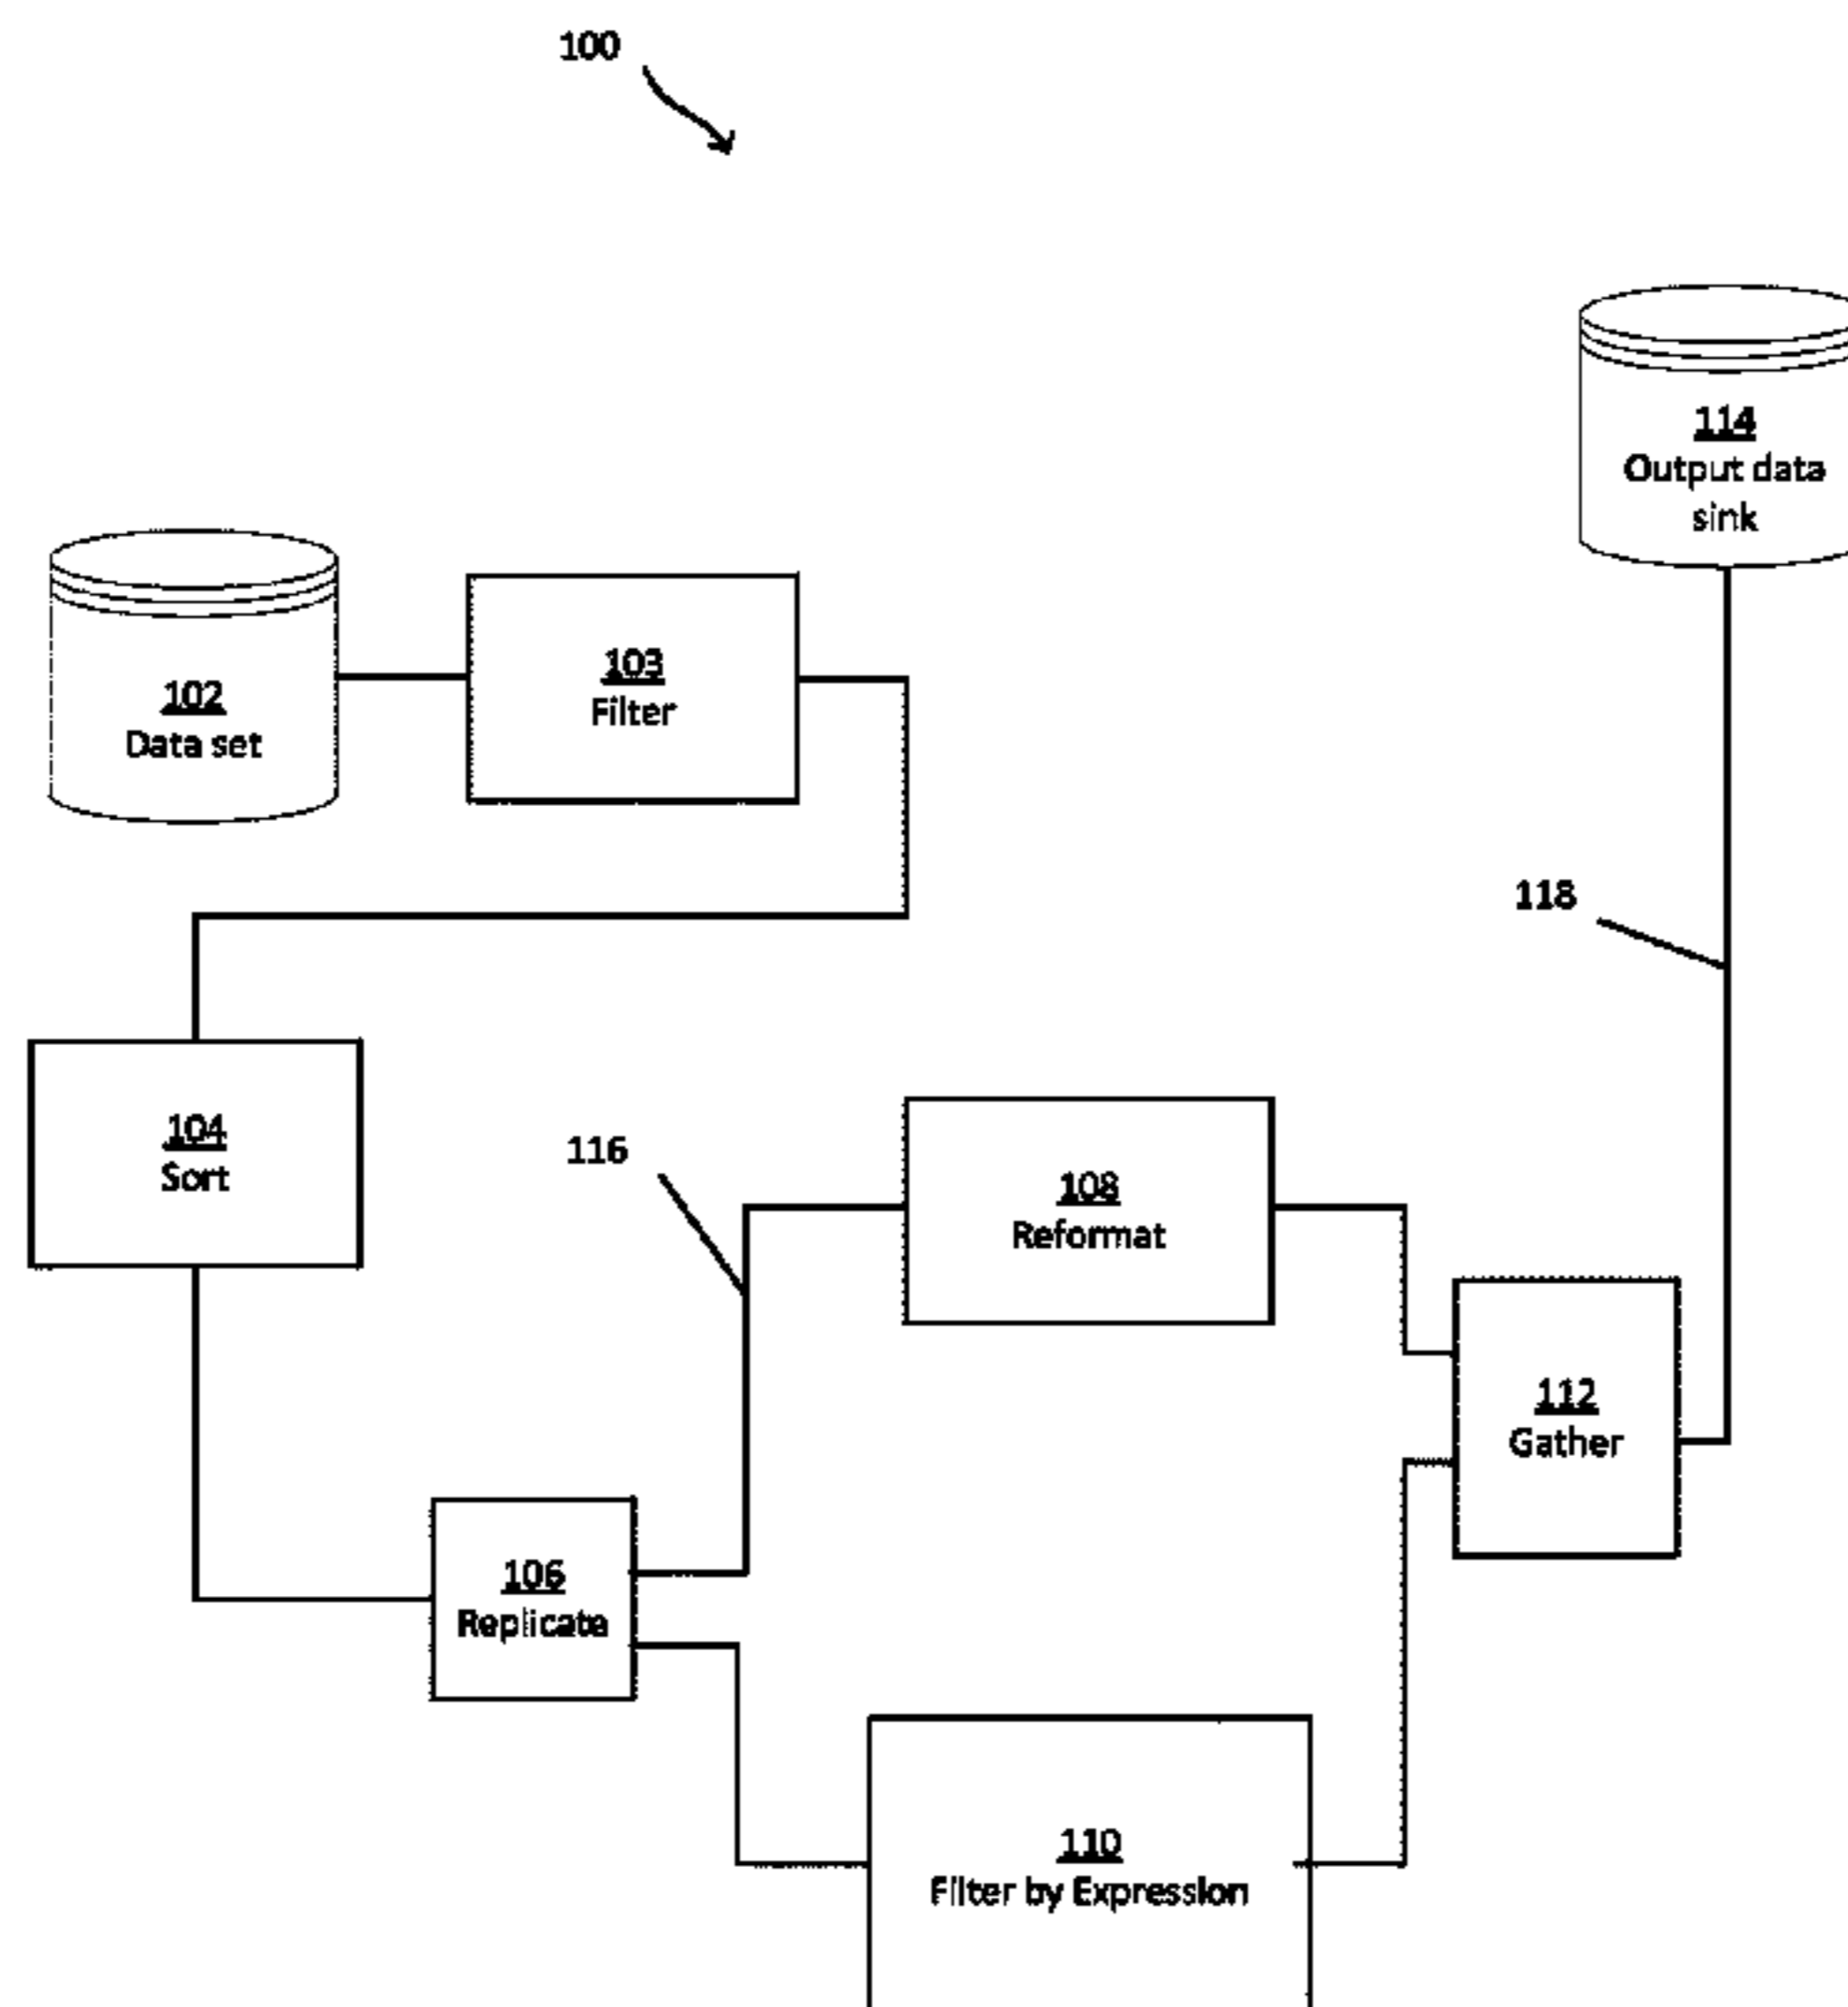 100
114
Output data
sink
102
Data set
103
Filter
118
104
Sort
116
108
Reformat
112
Gather
106
Replicate
110
Filter by Expression